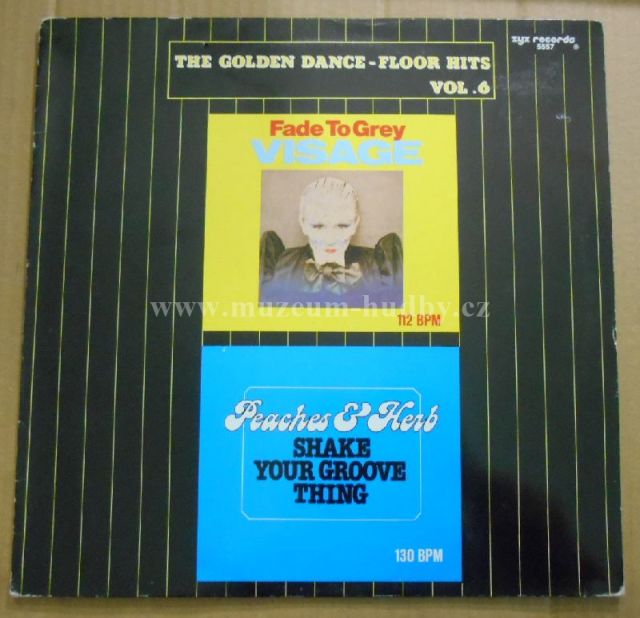 zyx records
5557 ®
THE GOLDEN DANCE-FLOOR HITS
VOL.6
Fade To Grey
VISAGE
www.muzeum-hudby.cz
112 BPM
Peaches & Herb
SHAKE
YOUR GROOVE
THING
130 BPM